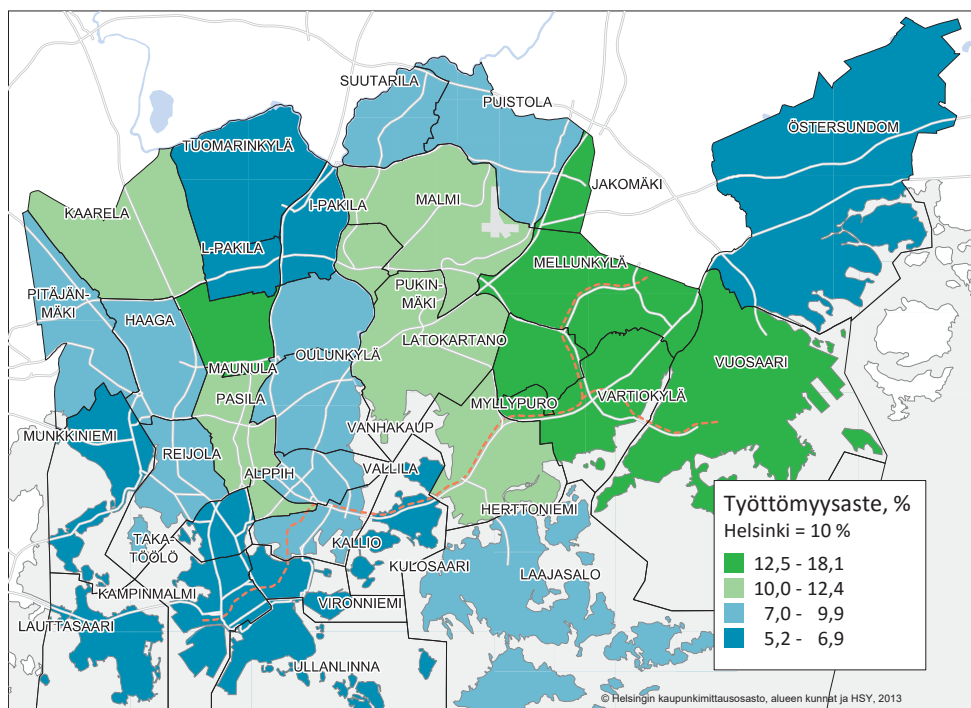 SUUTARILA
PUISTOLA
ÖSTERSUNDOM
TUOMARINKYLÄ
JAKOMÄKI
MALMI
I-PAKILA
KAARELA
L-PAKILA
MELLUNKYLÄ
PUKIN-
MÄKI
PITÄJÄN-
MÄKI
HAAGA
LATOKARTANO
OULUNKYLÄ
MAUNULA
VUOSAARI
PASILA
MYLLYPURO
VARTIOKYLÄ
VANHAKAUP
MUNKKINIEMI
REIJOLA
ALPPIH
VALLILA
HERTTONIEMI
TAKA-
TÖÖLÖ
KALLIO
KULOSAARI
LAAJASALO
KAMPINMALMI
VIRONNIEMI
LAUTTASAARI
ULLANLINNA
Työttömyysaste, %
Helsinki = 10 %
12,5 - 18,1
10,0 - 12,4
7,0 - 9,9
5,2 - 6,9
© Helsingin kaupunkimittausosasto, alueen kunnat ja HSY, 2013